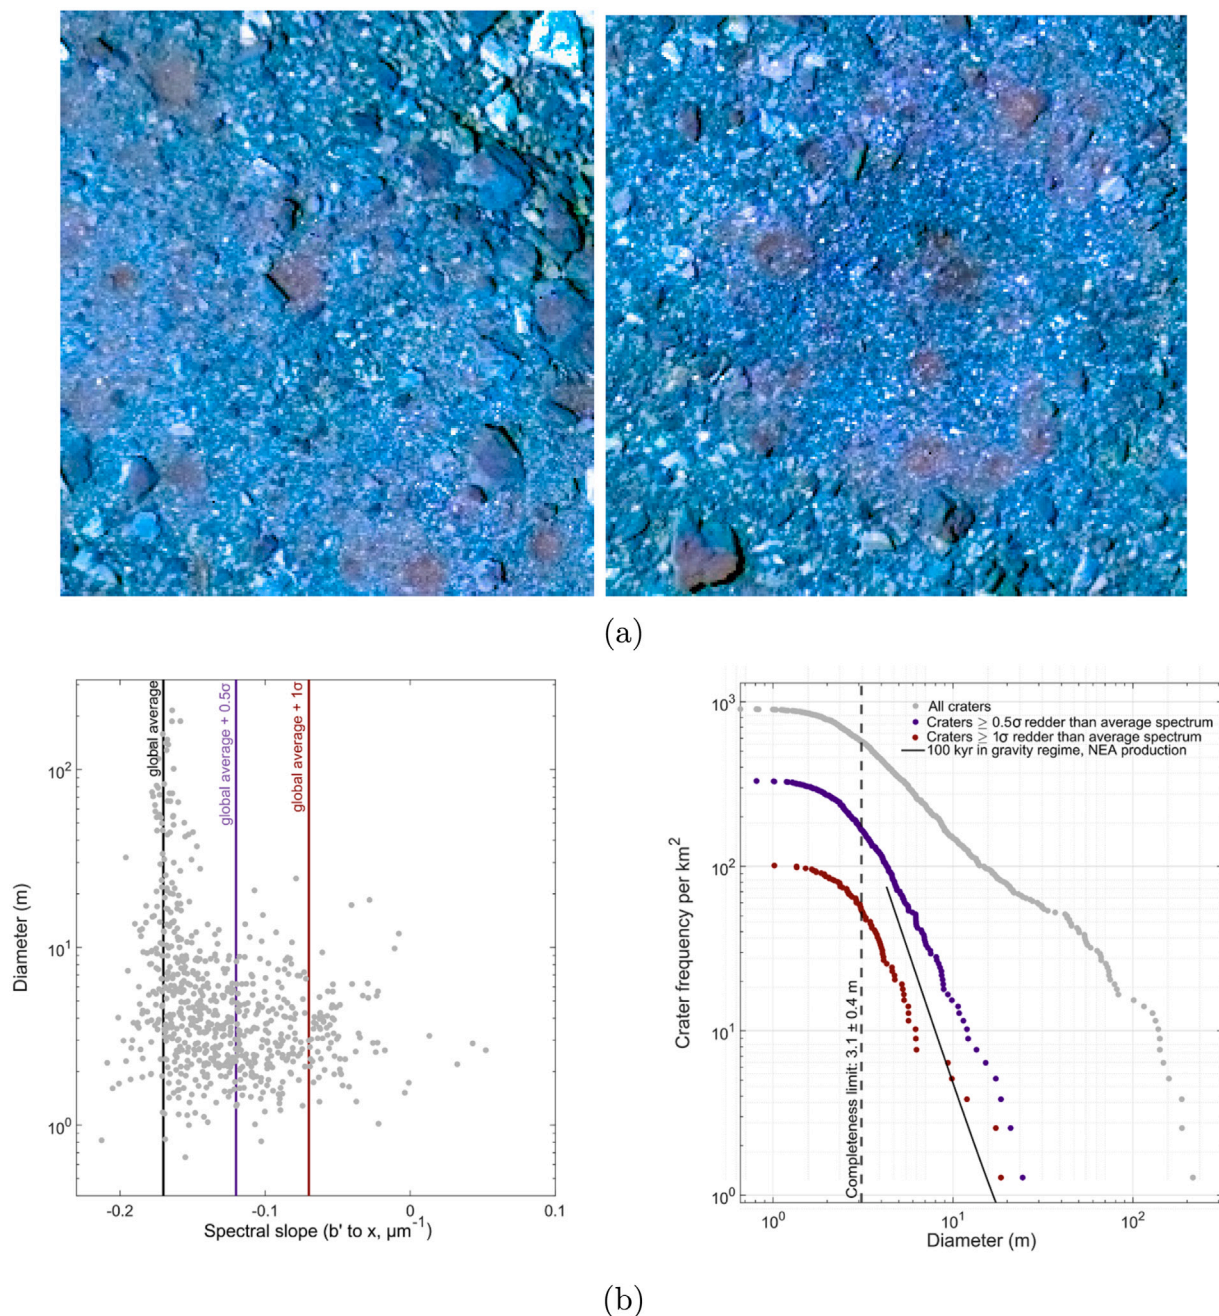 (a)
global average
global average + 0.5σ
global average + 1σ
10²
10¹
10⁰
Diameter (m)
-0.2
-0.1
0
0.1
Spectral slope (b' to x, µm⁻¹)
All craters
Craters ≥ 0.5σ redder than average spectrum
Craters ≥ 1σ redder than average spectrum
100 kyr in gravity regime, NEA production
Completeness limit: 3.1 ± 0.4 m
10³
10²
10¹
10⁰
Crater frequency per km²
10⁰
10¹
10²
Diameter (m)
(b)